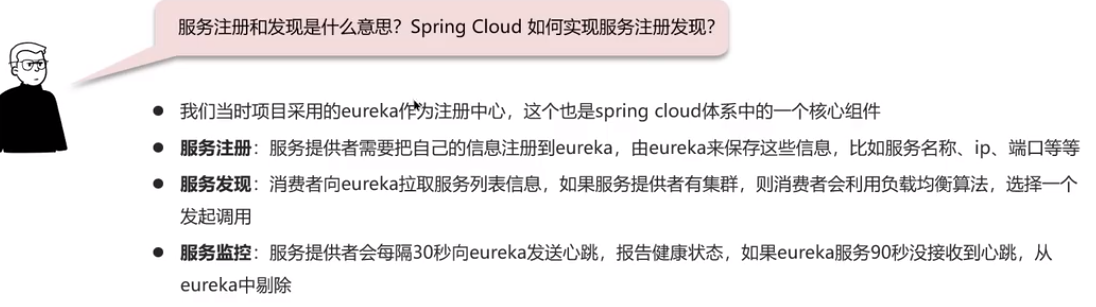 服务注册和发现是什么意思？Spring Cloud 如何实现服务注册发现？
● 我们当时项目采用的eureka作为注册中心，这个也是spring cloud体系中的一个核心组件
● 服务注册：服务提供者需要把自己的信息注册到eureka，由eureka来保存这些信息，比如服务名称、ip、端口等等
● 服务发现：消费者向eureka拉取服务列表信息，如果服务提供者有集群，则消费者会利用负载均衡算法，选择一个
发起调用
● 服务监控：服务提供者会每隔30秒向eureka发送心跳，报告健康状态，如果eureka服务90秒没接收到心跳，从
eureka中剔除